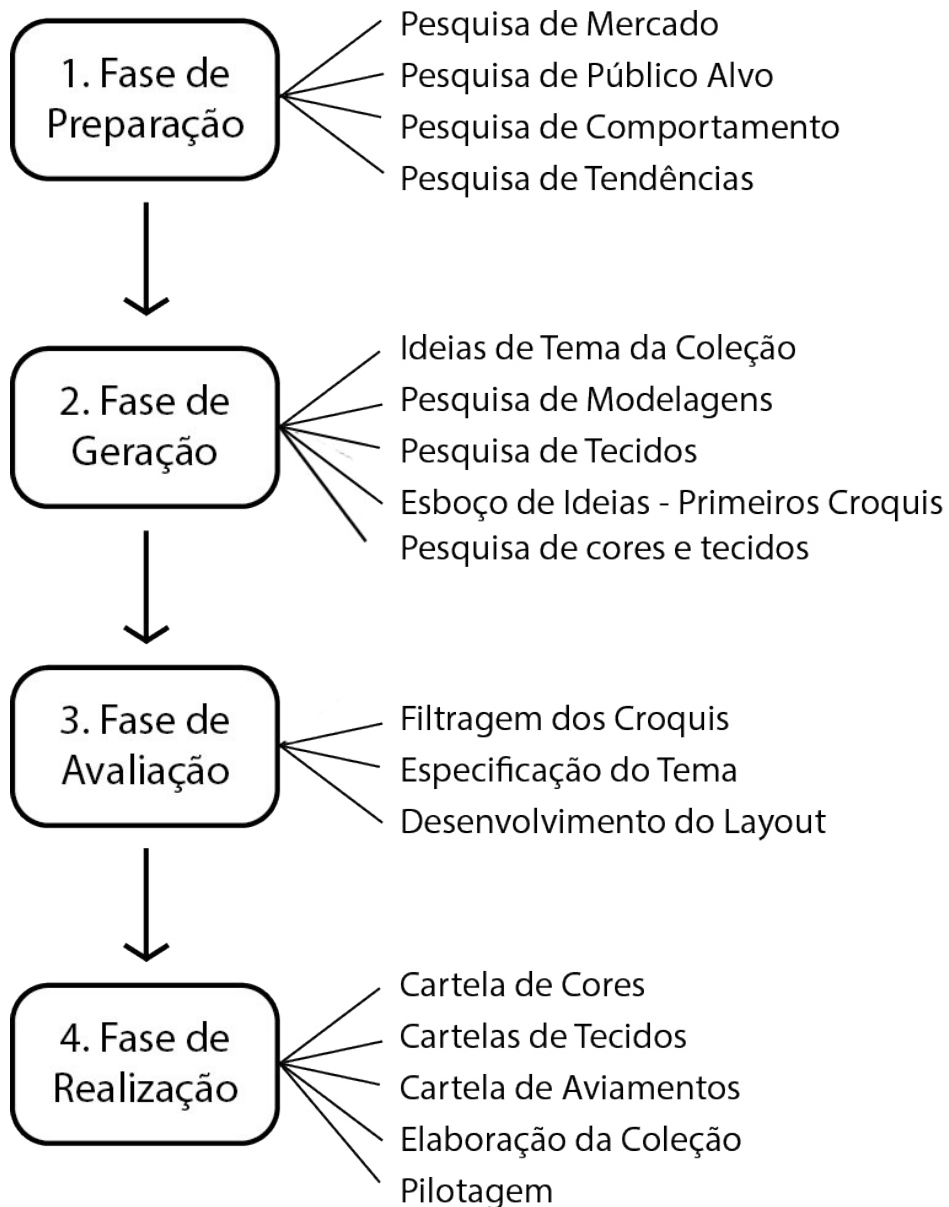 1. Fase de
Preparação
Pesquisa de Mercado
Pesquisa de Público Alvo
Pesquisa de Comportamento
Pesquisa de Tendências
2. Fase de
Geração
Ideias de Tema da Coleção
Pesquisa de Modelagens
Pesquisa de Tecidos
Esboço de Ideias - Primeiros Croquis
Pesquisa de cores e tecidos
3. Fase de
Avaliação
Filtragem dos Croquis
Especificação do Tema
Desenvolvimento do Layout
4. Fase de
Realização
Cartela de Cores
Cartelas de Tecidos
Cartela de Aviamentos
Elaboração da Coleção
Pilotagem